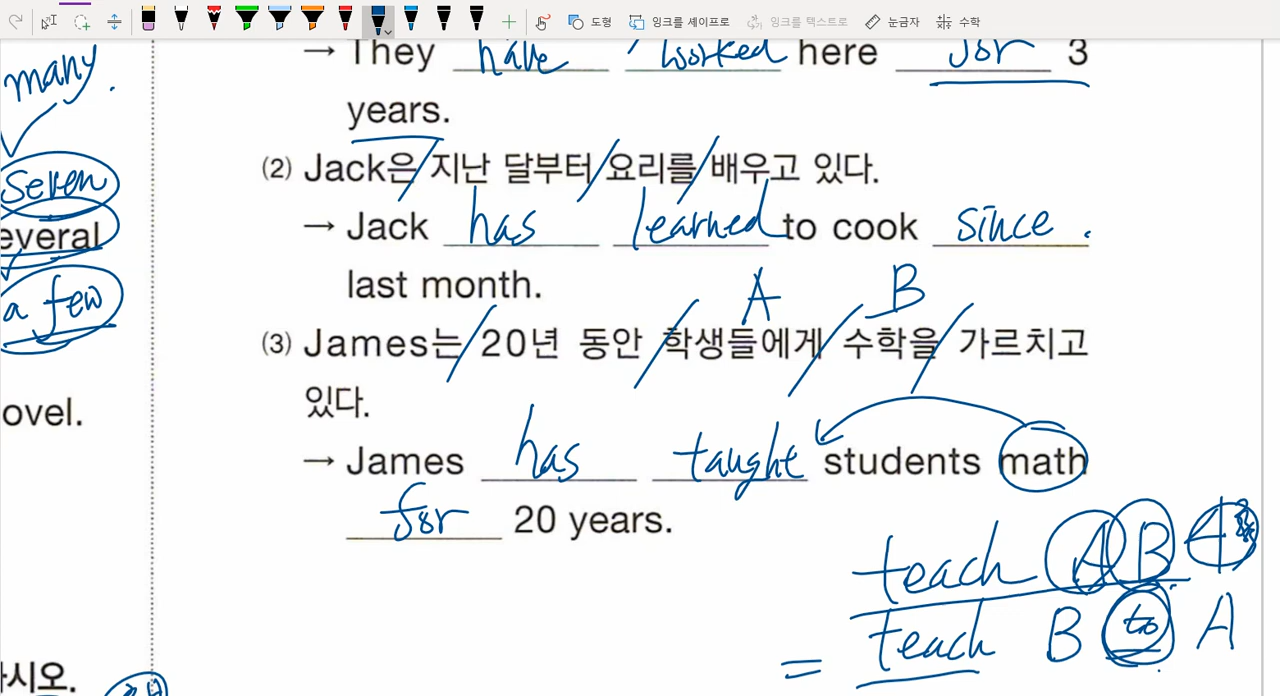 도형 잉크를 셰이프로 잉크를 텍스트로 눈금자 수학
many.
seven
everal
a few
ovel.
시오.
→ They have worked here for 3
years.
(2) Jack은 지난 달부터 요리를 배우고 있다.
→ Jack has learned to cook since
last month.
A B
(3) James는 20년 동안 학생들에게 수학을 가르치고
있다.
→ James has taught students math
for 20 years.
teach A B 4
= teach B to A